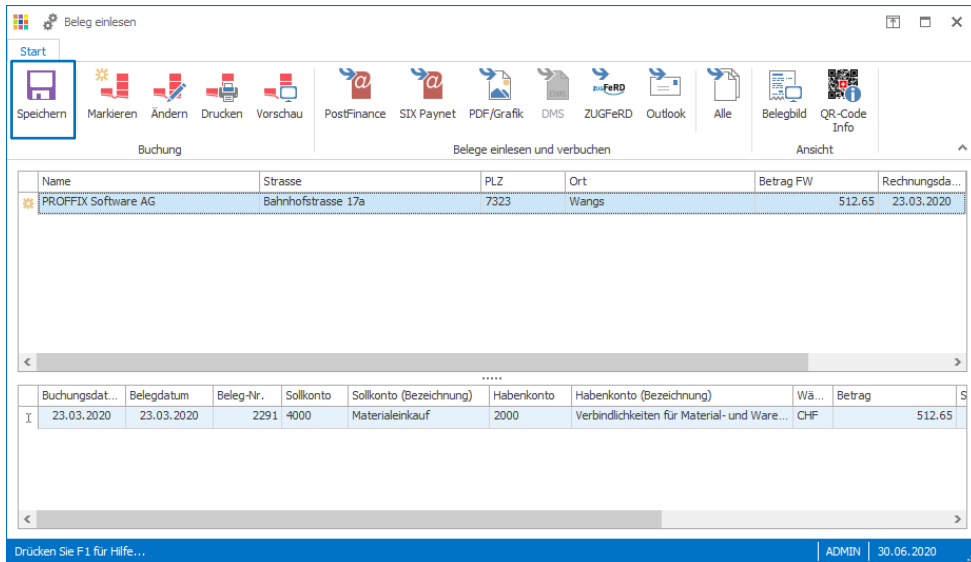 Beleg einlesen
Start
Speichern Markieren Ändern Drucken Vorschau PostFinance SIX Paynet PDF/Grafik DMS ZUGFeRD Outlook Alle Belegbild QR-Code
Info
Buchung Belege einlesen und verbuchen Ansicht
Name Strasse PLZ Ort Betrag FW Rechnungsda...
PROFFIX Software AG Bahnhofstrasse 17a 7323 Wangs 512.65 23.03.2020
Buchungsdat... Belegdatum Beleg-Nr. Sollkonto Sollkonto (Bezeichnung) Habenkonto Habenkonto (Bezeichnung) Wä... Betrag S
23.03.2020 23.03.2020 2291 4000 Materialeinkauf 2000 Verbindlichkeiten für Material- und Ware... CHF 512.65
Drücken Sie F1 für Hilfe... ADMIN 30.06.2020